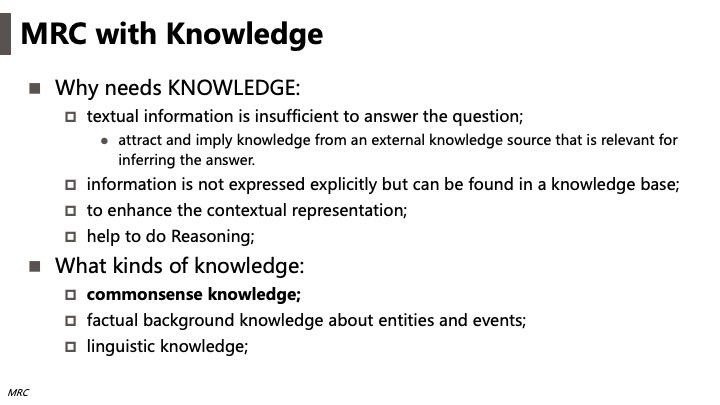 MRC with Knowledge
Why needs KNOWLEDGE:
textual information is insufficient to answer the question;
attract and imply knowledge from an external knowledge source that is relevant for
inferring the answer.
information is not expressed explicitly but can be found in a knowledge base;
to enhance the contextual representation;
help to do Reasoning;
What kinds of knowledge:
commonsense knowledge;
factual background knowledge about entities and events;
linguistic knowledge;
MRC